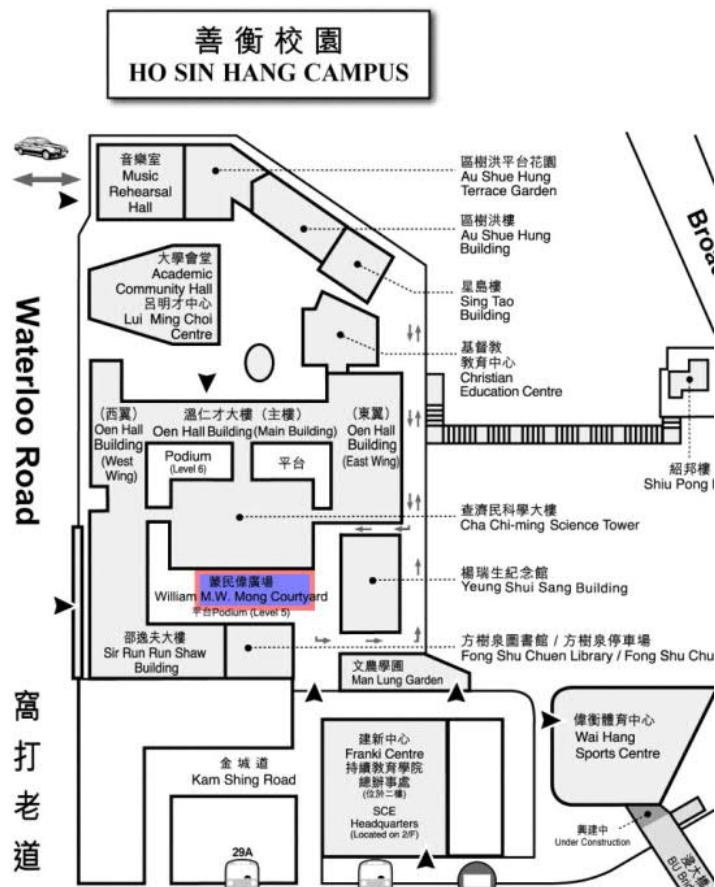 善衡校園
HO SIN HANG CAMPUS
音樂室
Music
Rehearsal
Hall
區樹洪平台花園
Au Shue Hung
Terrace Garden
區樹洪樓
Au Shue Hung
Building
大學會堂
Academic
Community Hall
呂明才中心
Lui Ming Choi
Centre
星島樓
Sing Tao
Building
基督教
教育中心
Christian
Education Centre
Broad
Waterloo Road
(西翼)
Oen Hall
Building
(West
Wing)
溫仁才大樓(主樓)
Oen Hall Building (Main Building)
(東翼)
Oen Hall
Building
(East Wing)
Podium
(Level 6)
平台
紹邦樓
Shiu Pong
查濟民科學大樓
Cha Chi-ming Science Tower
蒙民偉廣場
William M.W. Mong Courtyard
平台Podium (Level 5)
楊瑞生紀念館
Yeung Shui Sang Building
邵逸夫大樓
Sir Run Run Shaw
Building
方樹泉圖書館 / 方樹泉停車場
Fong Shu Chuen Library / Fong Shu Chu
文農學圃
Man Lung Garden
窩打老道
金城道
Kam Shing Road
建新中心
Franki Centre
持續教育學院
總辦事處
(位於二樓)
SCE
Headquarters
(Located on 2/F)
偉衡體育中心
Wai Hang
Sports Centre
興建中
Under Construction
浸大橋
29A